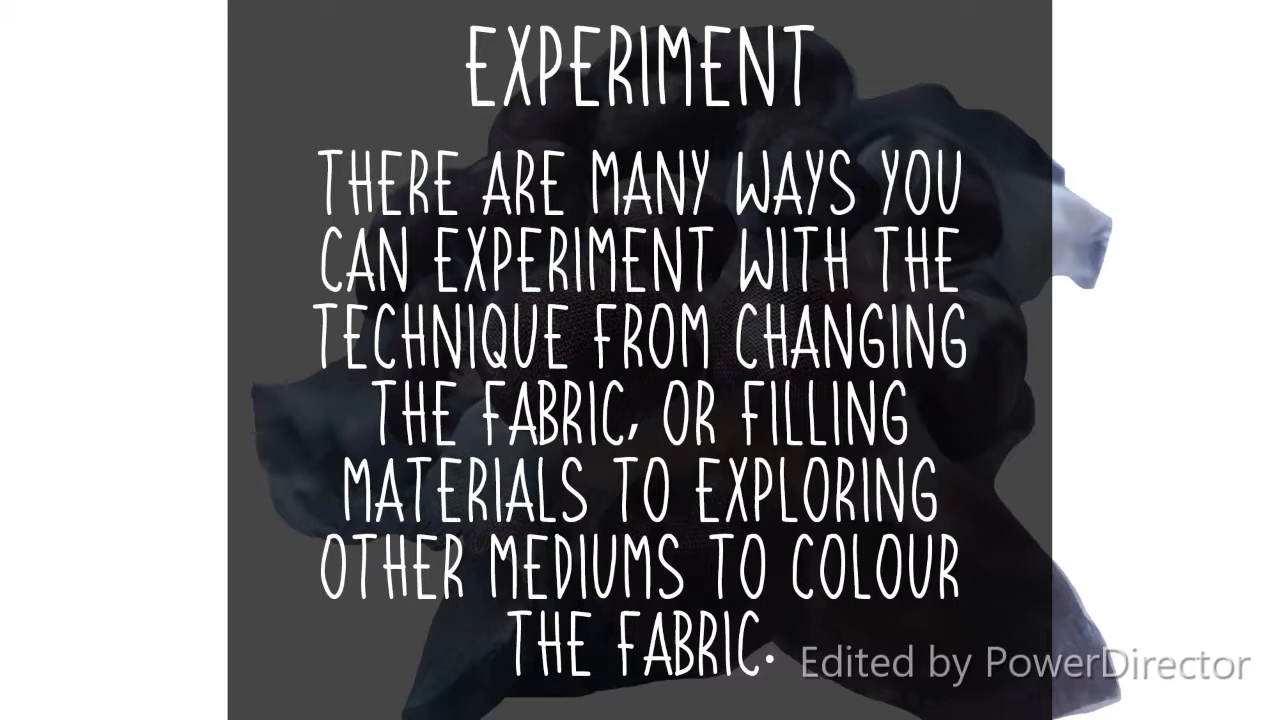 EXPERIMENT
THERE ARE MANY WAYS YOU
CAN EXPERIMENT WITH THE
TECHNIQUE FROM CHANGING
THE FABRIC, OR FILLING
MATERIALS TO EXPLORING
OTHER MEDIUMS TO COLOUR
THE FABRIC.
Edited by PowerDirector